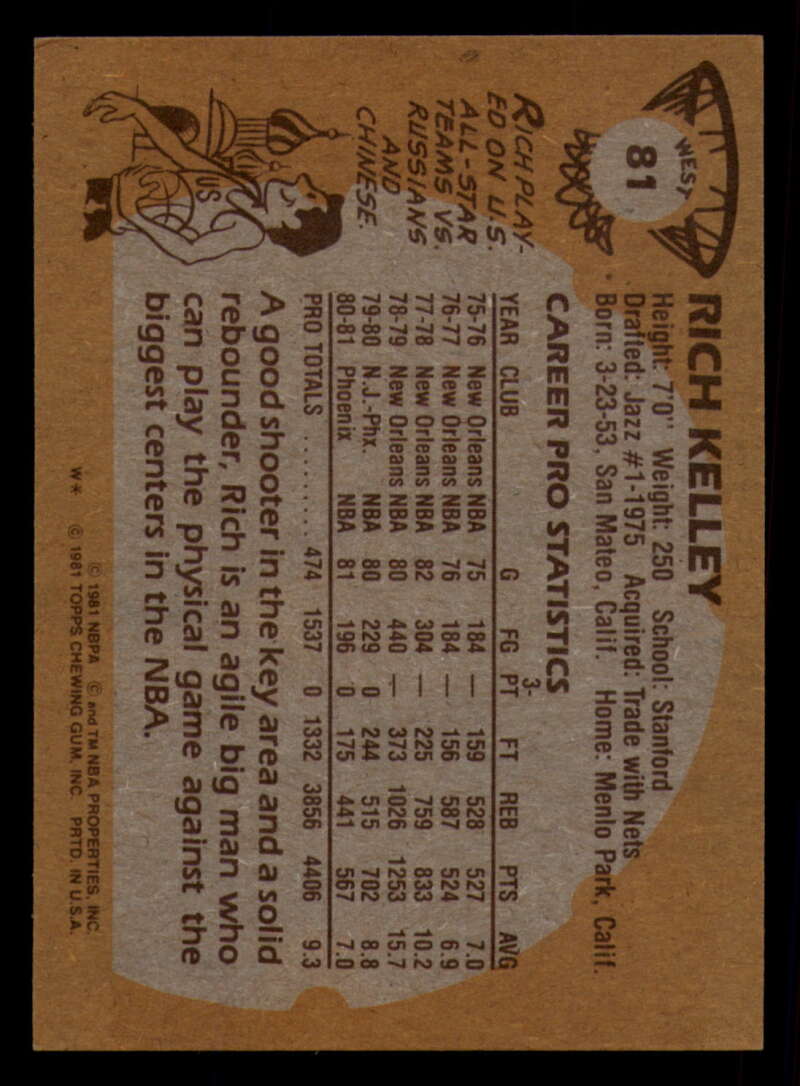 81
WEST
RICH KELLEY
Height: 7'0" Weight: 250 School: Stanford
Drafted: Jazz #1-1975 Acquired: Trade with Nets
Born: 3-23-53, San Mateo, Calif. Home: Menlo Park, Calif.
CAREER PRO STATISTICS
YEAR CLUB G FG 3-PT FT REB PTS AVG
75-76 New Orleans NBA 75 184 — 159 528 527 7.0
76-77 New Orleans NBA 76 184 — 156 587 524 6.9
77-78 New Orleans NBA 82 304 — 225 759 833 10.2
78-79 New Orleans NBA 80 440 — 373 1026 1253 15.7
79-80 N.J.-Phx. NBA 80 229 0 244 515 702 8.8
80-81 Phoenix NBA 81 196 0 175 441 567 7.0
PRO TOTALS ......... 474 1537 0 1332 3856 4406 9.3
RICH PLAY-
ED ON U.S.
ALL-STAR
TEAMS VS.
RUSSIANS
AND
CHINESE.
US
A good shooter in the key area and a solid
rebounder, Rich is an agile big man who
can play the physical game against the
biggest centers in the NBA.
© 1981 NBPA © and TM NBA PROPERTIES, INC.
W* © 1981 TOPPS CHEWING GUM, INC. PRTD. IN U.S.A.